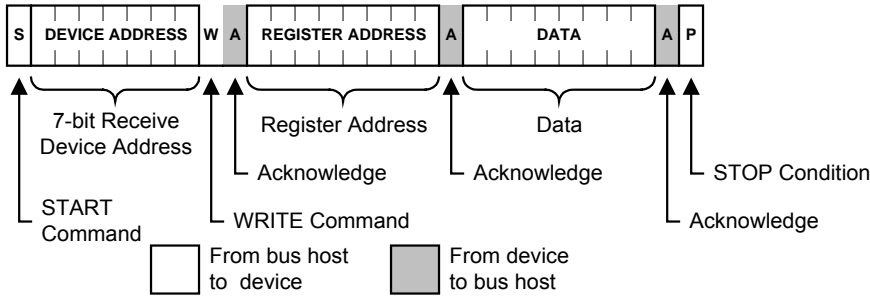 S DEVICE ADDRESS W A REGISTER ADDRESS A DATA A P
7-bit Receive
Device Address
Register Address
Data
Acknowledge
Acknowledge
STOP Condition
START
Command
WRITE Command
Acknowledge
From bus host
to device
From device
to bus host